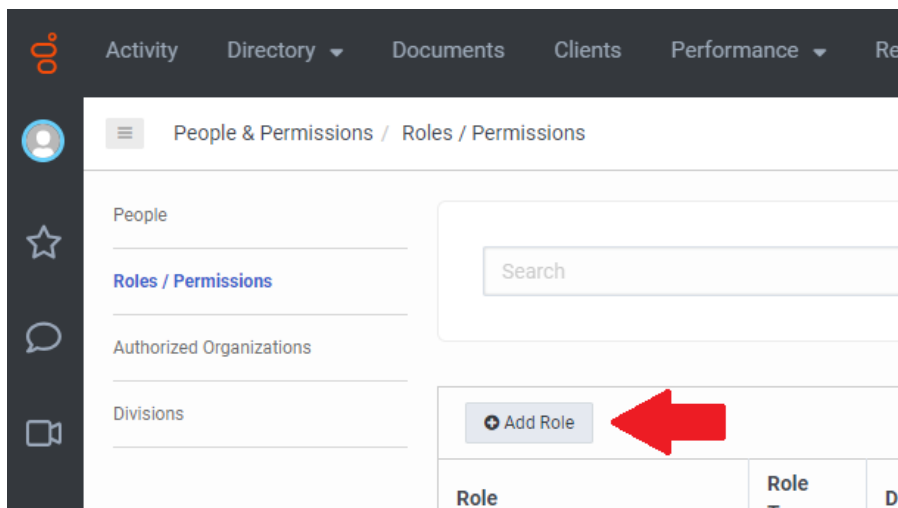 Activity Directory Documents Clients Performance Re
People & Permissions / Roles / Permissions
People
Roles / Permissions
Authorized Organizations
Divisions
Search
Add Role
Role
Role
D